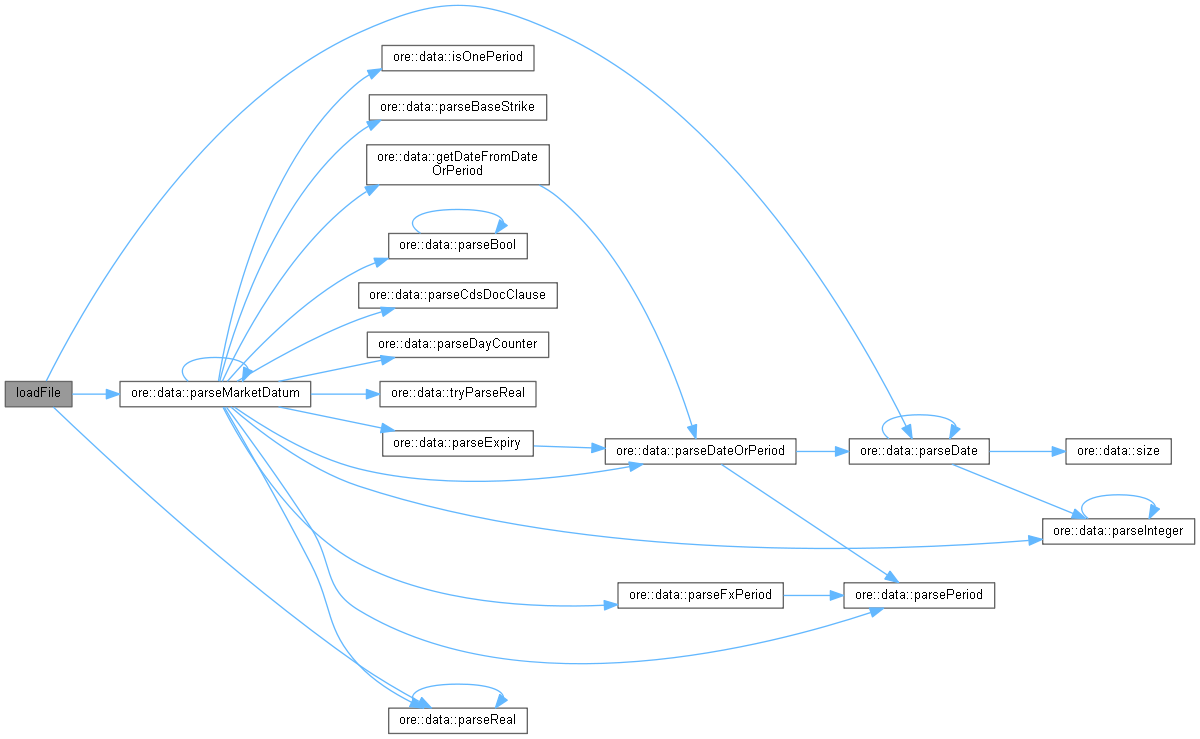 ore::data::isOnePeriod
ore::data::parseBaseStrike
ore::data::getDateFromDate
OrPeriod
ore::data::parseBool
ore::data::parseCdsDocClause
ore::data::parseDayCounter
loadFile
ore::data::parseMarketDatum
ore::data::tryParseReal
ore::data::parseExpiry
ore::data::parseDateOrPeriod
ore::data::parseDate
ore::data::size
ore::data::parseInteger
ore::data::parseFxPeriod
ore::data::parsePeriod
ore::data::parseReal